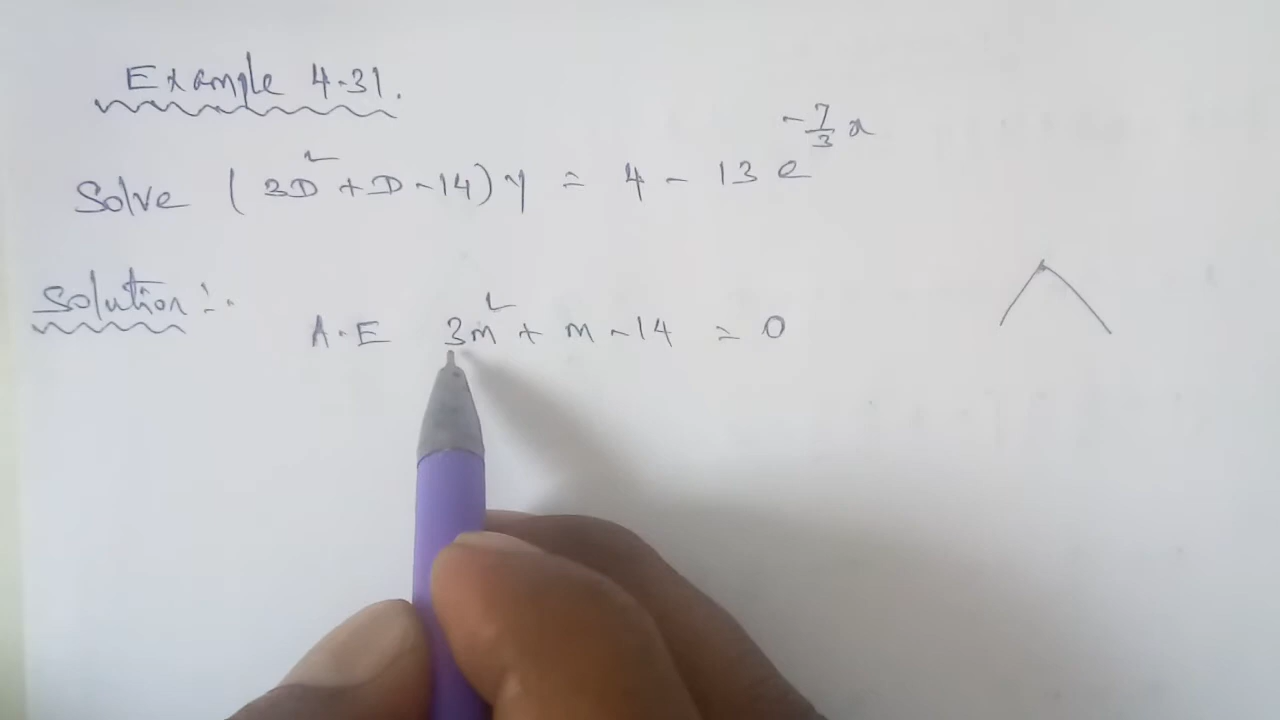 Example 4.31.
Solve (3D² + D - 14) y = 4 - 13 e^(-7/3 x)
Solution :-
A.E 3m² + m - 14 = 0